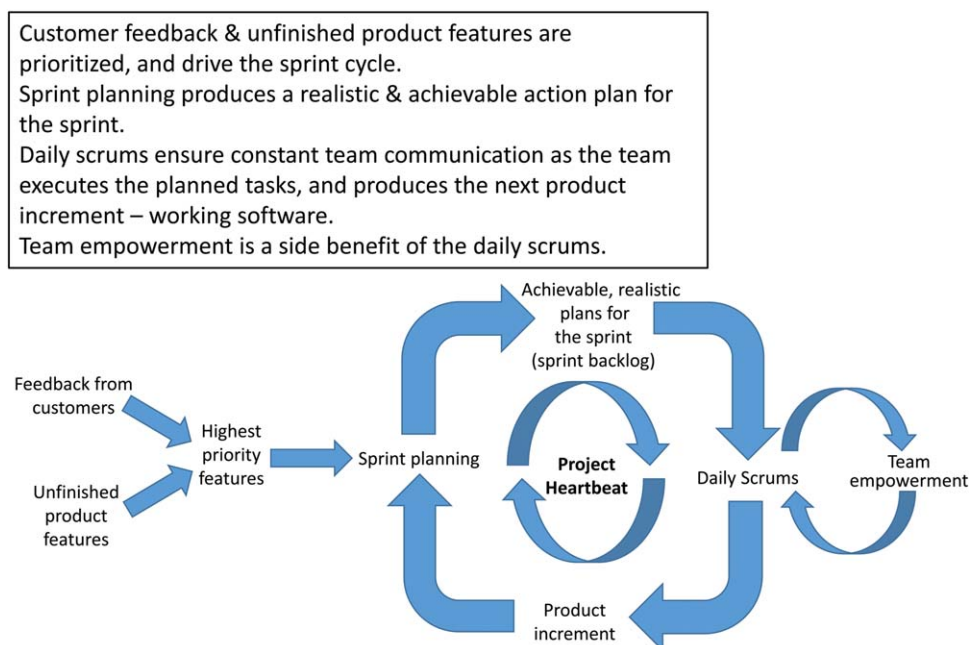 Customer feedback & unfinished product features are
prioritized, and drive the sprint cycle.
Sprint planning produces a realistic & achievable action plan for
the sprint.
Daily scrums ensure constant team communication as the team
executes the planned tasks, and produces the next product
increment – working software.
Team empowerment is a side benefit of the daily scrums.
Achievable, realistic
plans for
the sprint
(sprint backlog)
Feedback from
customers
Highest
priority
features
Unfinished
product
features
Sprint planning
Project
Heartbeat
Daily Scrums
Team
empowerment
Product
increment